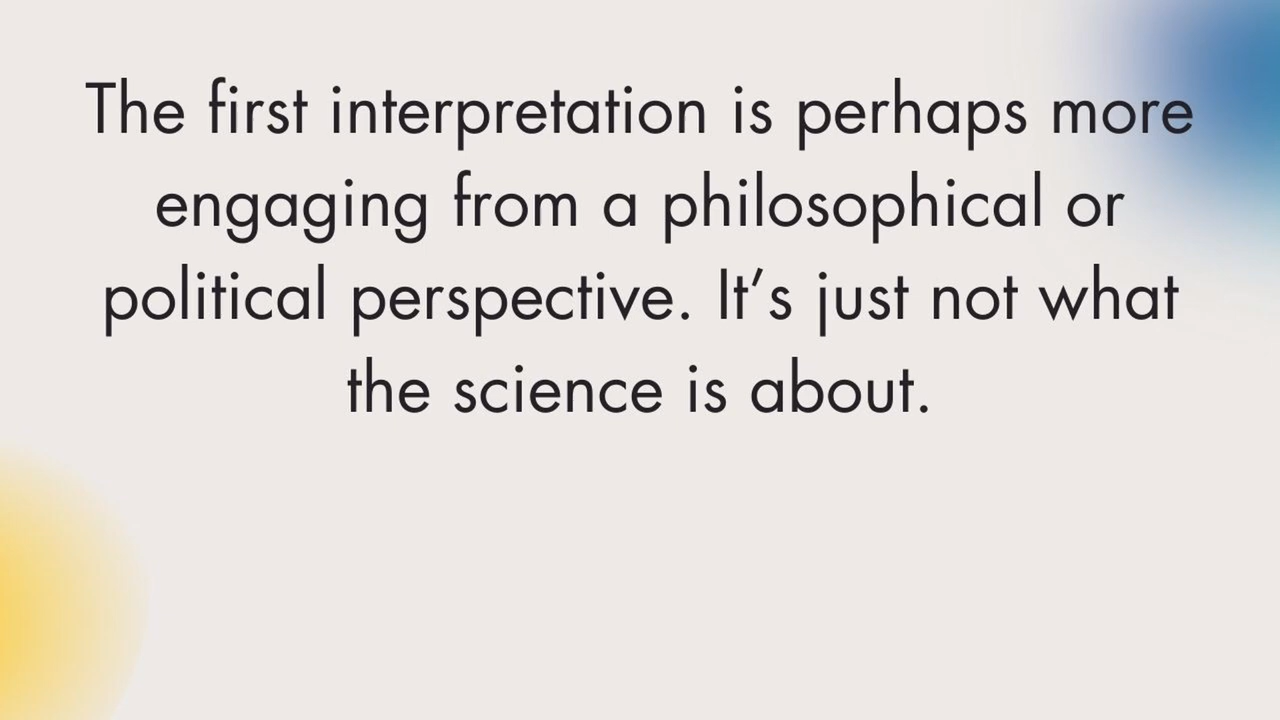 The first interpretation is perhaps more
engaging from a philosophical or
political perspective. It’s just not what
the science is about.